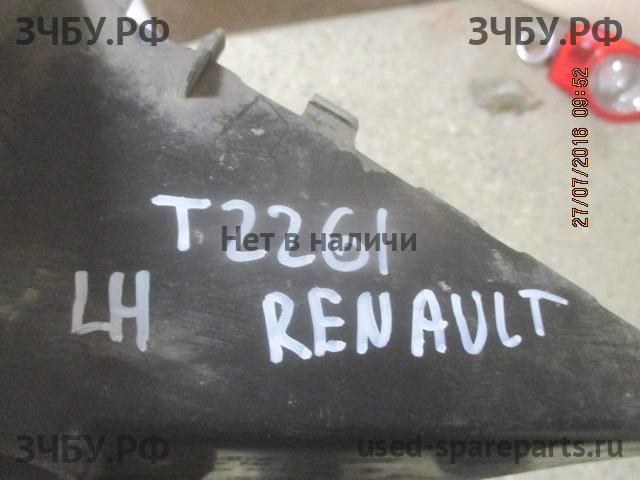 ЗЧБУ.РФ ЗЧБУ.РФ
27/07/2016 09:52
T2261
Нет в наличи
LH RENAULT
ЗЧБУ.РФ used-spareparts.ru